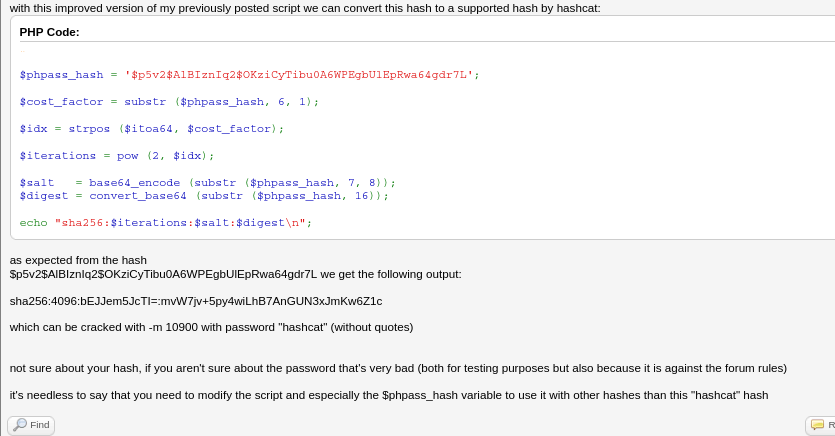 with this improved version of my previously posted script we can convert this hash to a supported hash by hashcat:
PHP Code:
$phpass_hash = '$p5v2$AlBIznIq2$OKziCyTibu0A6WPEgbUlEpRwa64gdr7L';
$cost_factor = substr ($phpass_hash, 6, 1);
$idx = strpos ($itoa64, $cost_factor);
$iterations = pow (2, $idx);
$salt   = base64_encode (substr ($phpass_hash, 7, 8));
$digest = convert_base64 (substr ($phpass_hash, 16));
echo "sha256:$iterations:$salt:$digest\n";
as expected from the hash
$p5v2$AlBIznIq2$OKziCyTibu0A6WPEgbUlEpRwa64gdr7L we get the following output:
sha256:4096:bEJJem5JcTI=:mvW7jv+5py4wiLhB7AnGUN3xJmKw6Z1c
which can be cracked with -m 10900 with password "hashcat" (without quotes)
not sure about your hash, if you aren't sure about the password that's very bad (both for testing purposes but also because it is against the forum rules)
it's needless to say that you need to modify the script and especially the $phpass_hash variable to use it with other hashes than this "hashcat" hash
Find